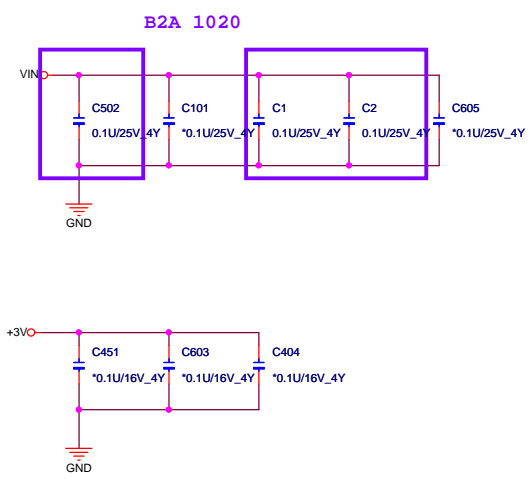 B2A 1020
VIN
C502 C101 C1 C2 C605
0.1U/25V_4Y *0.1U/25V_4Y 0.1U/25V_4Y 0.1U/25V_4Y *0.1U/25V_4Y
GND
+3V
C451 C603 C404
*0.1U/16V_4Y *0.1U/16V_4Y *0.1U/16V_4Y
GND